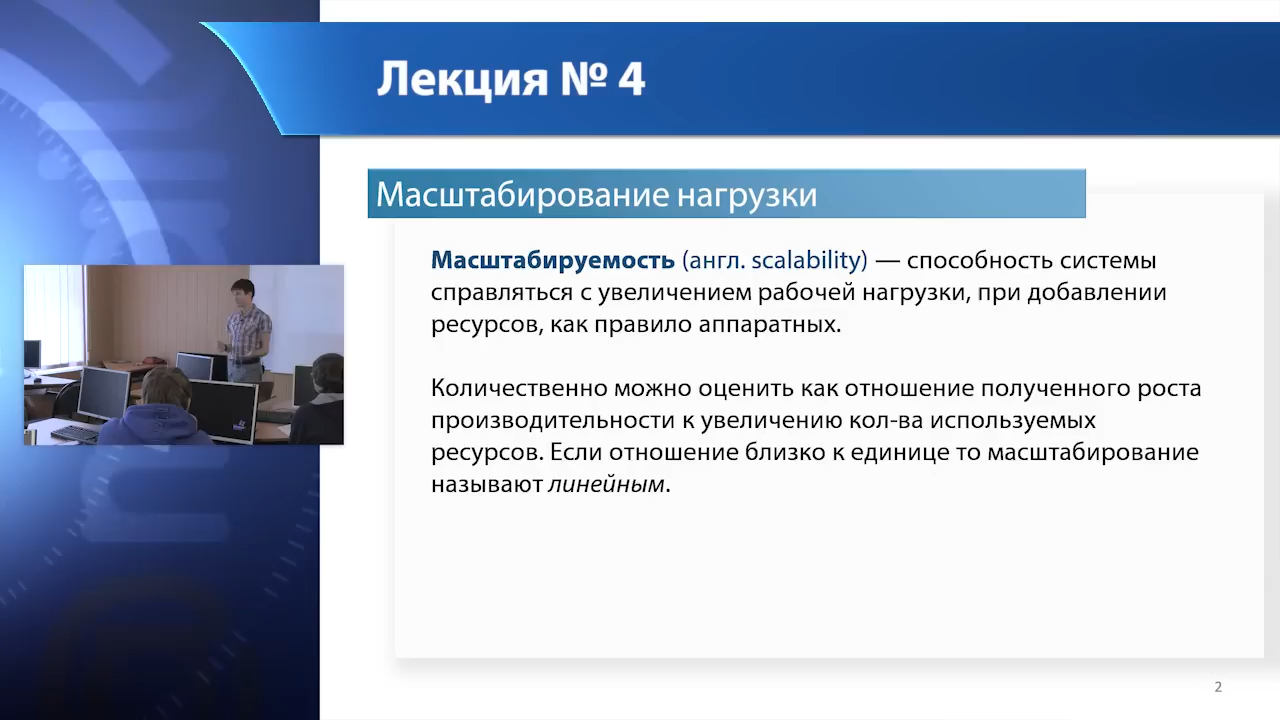 Лекция № 4
Масштабирование нагрузки
Масштабируемость (англ. scalability) — способность системы
справляться с увеличением рабочей нагрузки, при добавлении
ресурсов, как правило аппаратных.
Количественно можно оценить как отношение полученного роста
производительности к увеличению кол-ва используемых
ресурсов. Если отношение близко к единице то масштабирование
называют линейным.
2